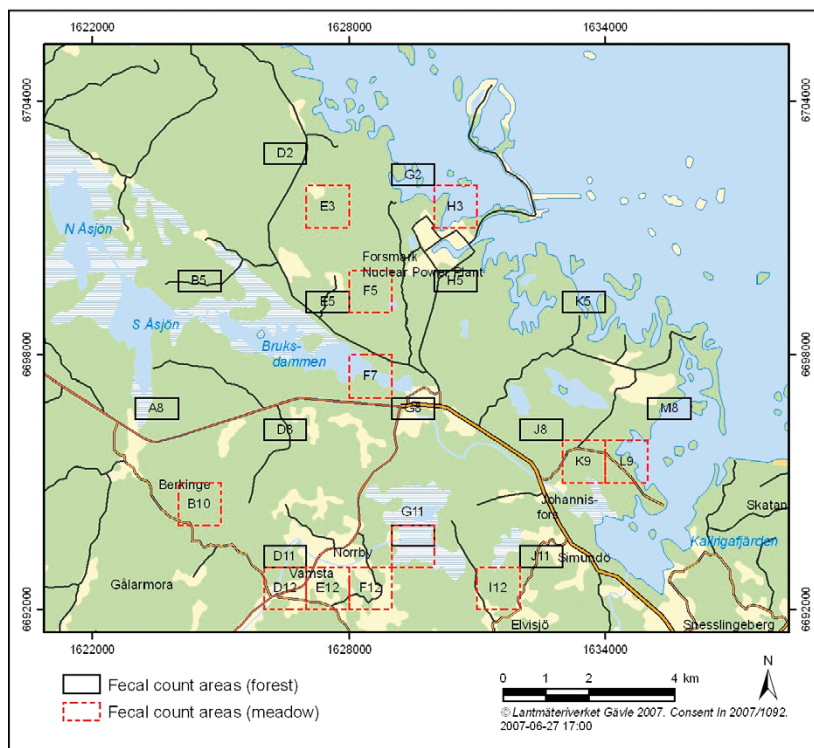 1622000 1628000 1634000
6704000 6704000
D2
G2
E3
H3
N Åsjön
Forsmark
Nuclear Power Plant
B5
H5
F5
E5
K5
S Åsjön
Bruks-
dammen
6698000 6698000
F7
A8
G8
M8
D8
J8
K9
L9
Berkinge
B10
Johannis-
fors
Skatan
G11
Kallrigafjärden
Norrby
D11
J11
Simundö
Vamsta
Gålarmora
D12
E12
F12
I12
6692000 6692000
Elvisjö
Snesslingeberg
1622000 1628000 1634000
Fecal count areas (forest)
Fecal count areas (meadow)
0 1 2 4 km
N
© Lantmäteriverket Gävle 2007. Consent In 2007/1092.
2007-06-27 17:00